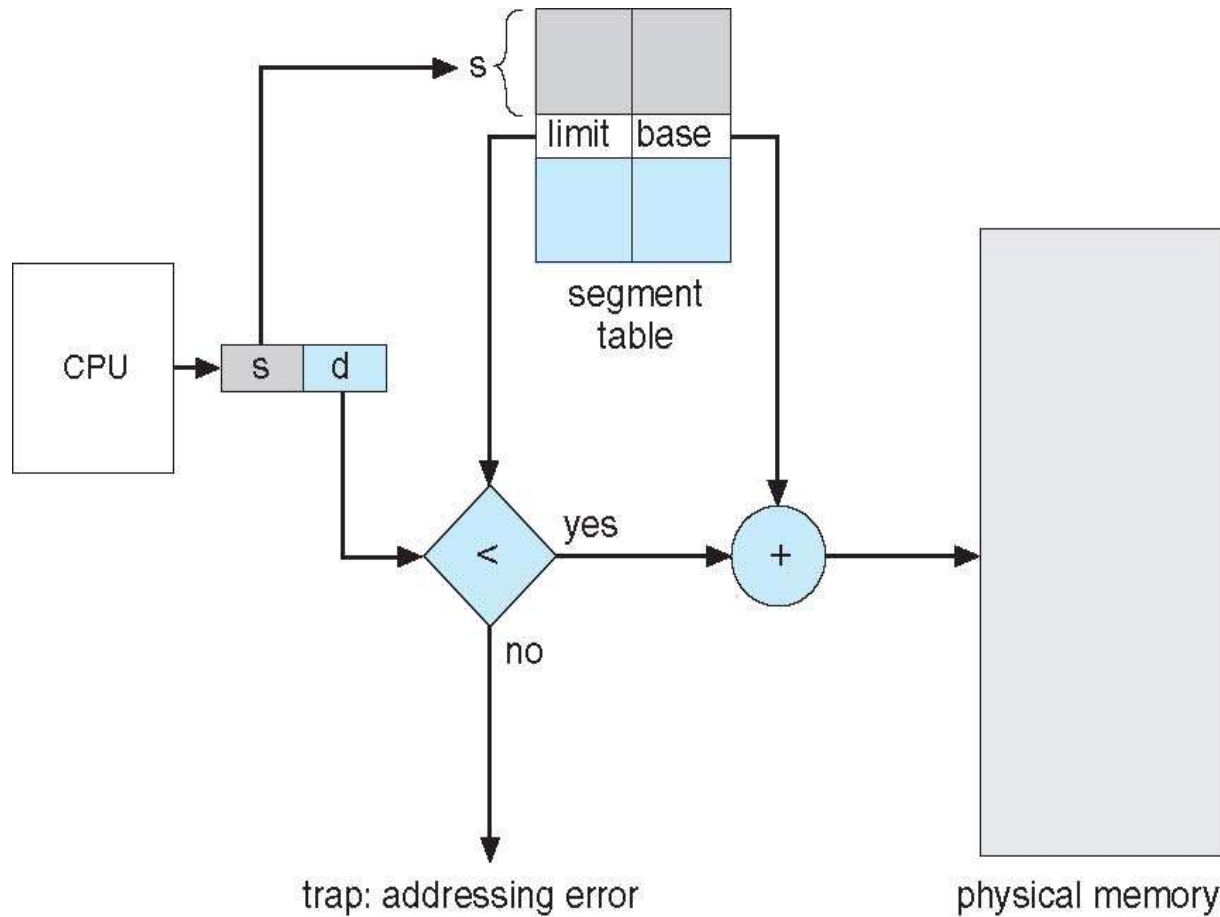 s
limit base
segment
table
CPU
s d
<
yes
+
no
trap: addressing error
physical memory